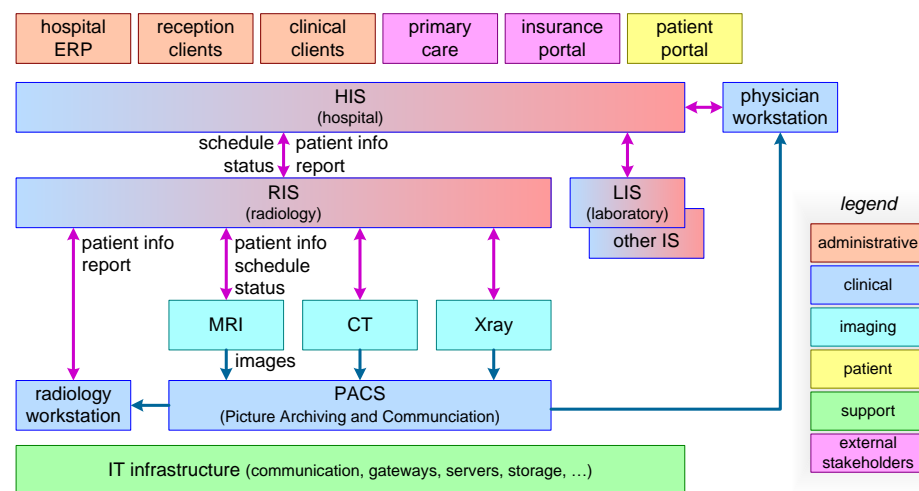 hospital
ERP
reception
clients
clinical
clients
primary
care
insurance
portal
patient
portal
HIS
(hospital)
physician
workstation
schedule
status
patient info
report
RIS
(radiology)
LIS
(laboratory)
other IS
patient info
report
patient info
schedule
status
MRI
CT
Xray
images
radiology
workstation
PACS
(Picture Archiving and Communciation)
IT infrastructure (communication, gateways, servers, storage, …)
legend
administrative
clinical
imaging
patient
support
external
stakeholders